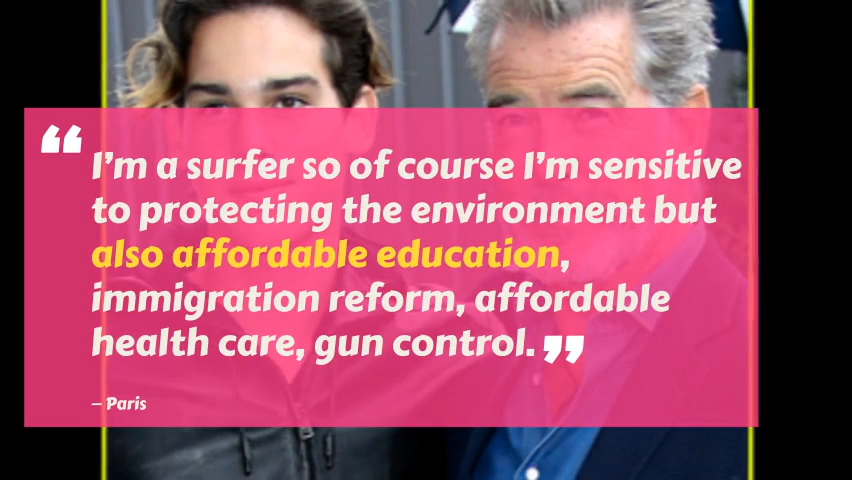 “
I’m a surfer so of course I’m sensitive
to protecting the environment but
also affordable education,
immigration reform, affordable
health care, gun control.”
– Paris